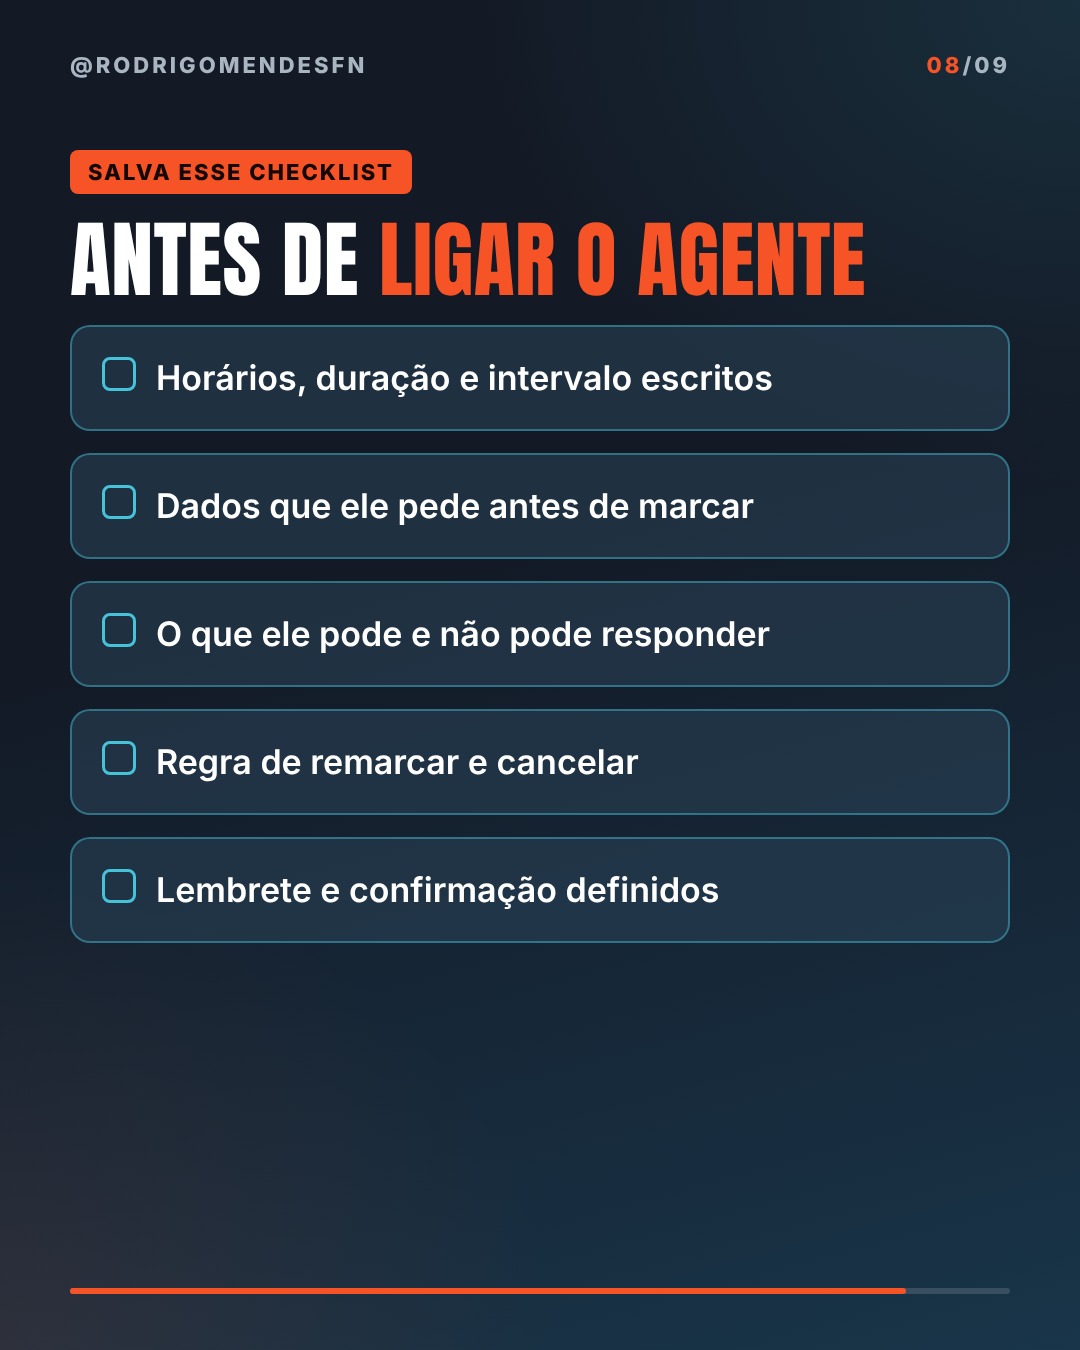 @RODRIGOMENDESFN
08/09
SALVA ESSE CHECKLIST
ANTES DE LIGAR O AGENTE
Horários, duração e intervalo escritos
Dados que ele pede antes de marcar
O que ele pode e não pode responder
Regra de remarcar e cancelar
Lembrete e confirmação definidos